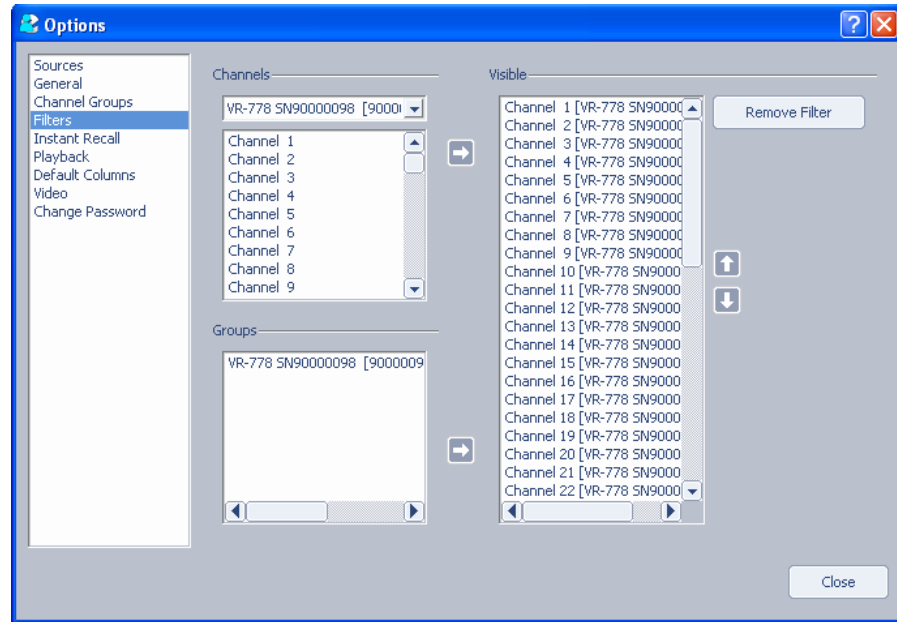 Options
Sources
General
Channel Groups
Filters
Instant Recall
Playback
Default Columns
Video
Change Password
Channels
VR-778 SN90000098 [9000
Channel 1
Channel 2
Channel 3
Channel 4
Channel 5
Channel 6
Channel 7
Channel 8
Channel 9
Groups
VR-778 SN90000098 [9000009
Visible
Channel 1 [VR-778 SN90000
Channel 2 [VR-778 SN90000
Channel 3 [VR-778 SN90000
Channel 4 [VR-778 SN90000
Channel 5 [VR-778 SN90000
Channel 6 [VR-778 SN90000
Channel 7 [VR-778 SN90000
Channel 8 [VR-778 SN90000
Channel 9 [VR-778 SN90000
Channel 10 [VR-778 SN9000
Channel 11 [VR-778 SN9000
Channel 12 [VR-778 SN9000
Channel 13 [VR-778 SN9000
Channel 14 [VR-778 SN9000
Channel 15 [VR-778 SN9000
Channel 16 [VR-778 SN9000
Channel 17 [VR-778 SN9000
Channel 18 [VR-778 SN9000
Channel 19 [VR-778 SN9000
Channel 20 [VR-778 SN9000
Channel 21 [VR-778 SN9000
Channel 22 [VR-778 SN9000
Remove Filter
Close